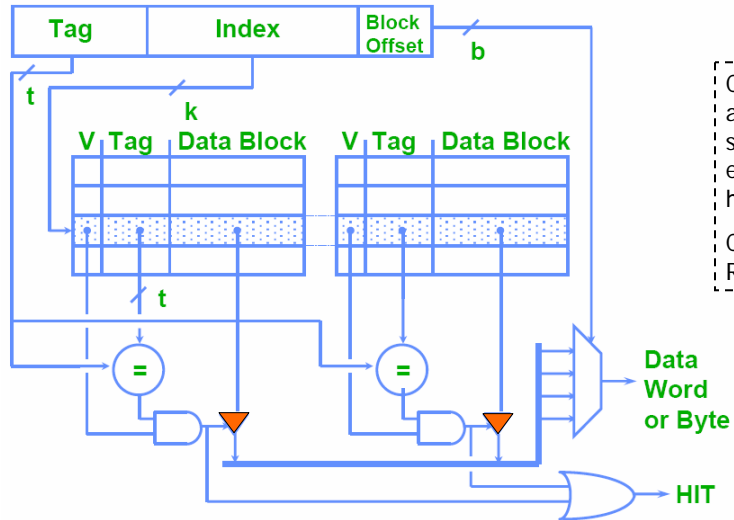 Tag Index Block Offset
t
k
b
V Tag Data Block
V Tag Data Block
t
=
=
Data
Word
or Byte
HIT